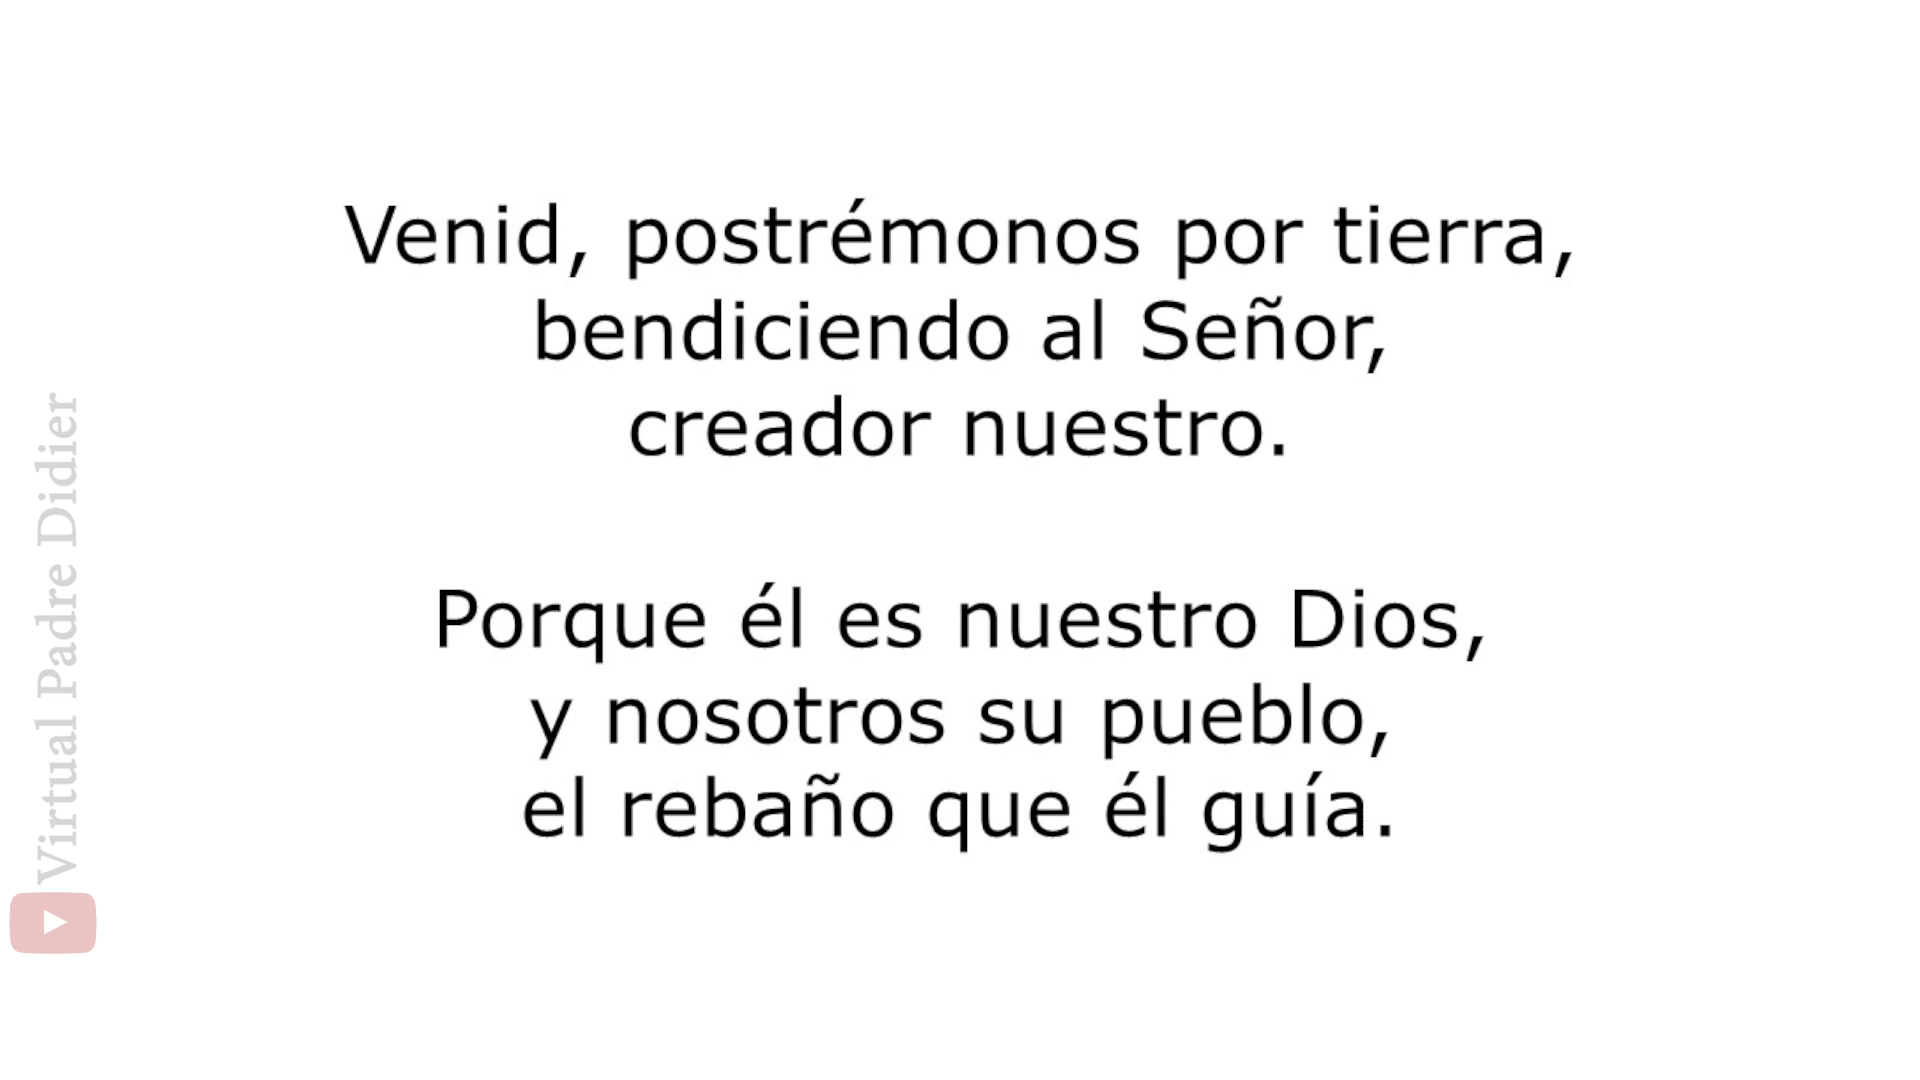 Venid, postrémonos por tierra,
bendiciendo al Señor,
creador nuestro.
Porque él es nuestro Dios,
y nosotros su pueblo,
el rebaño que él guía.
Virtual Padre Didier